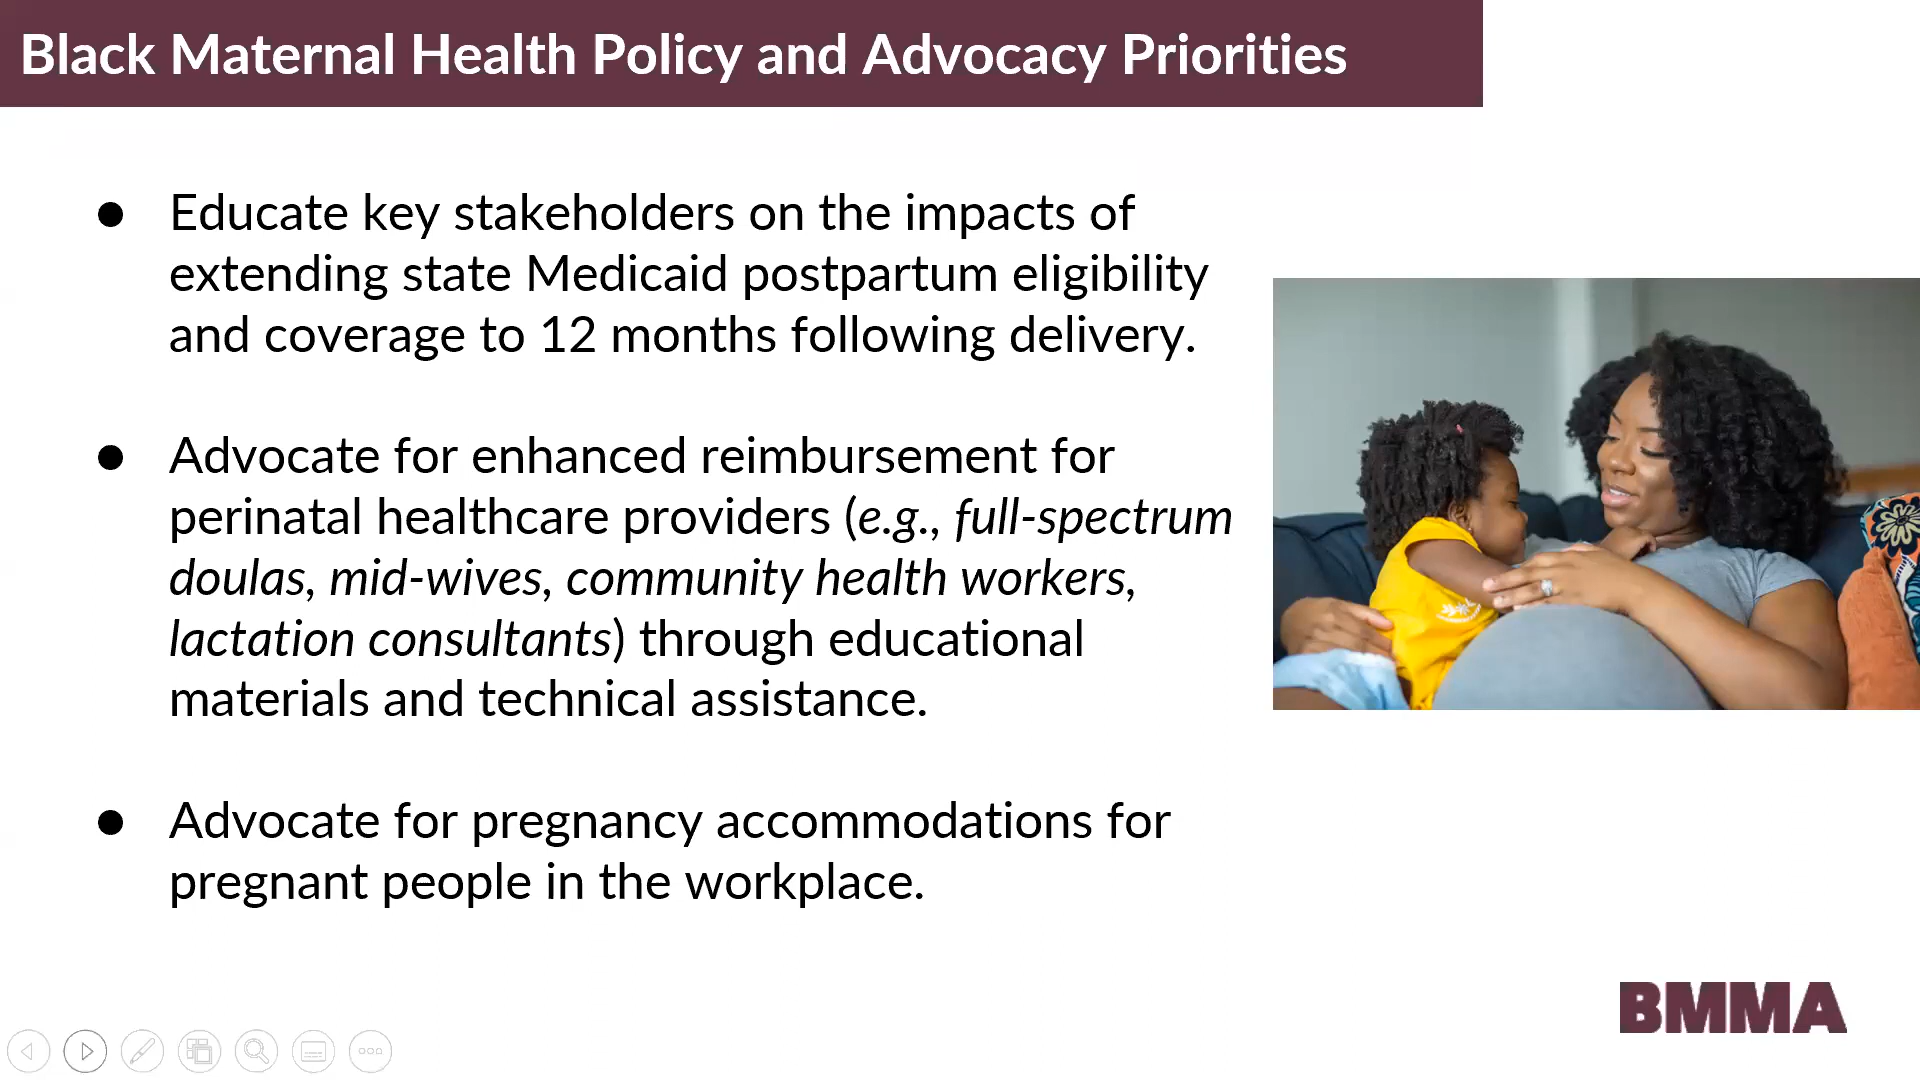 Black Maternal Health Policy and Advocacy Priorities
● Educate key stakeholders on the impacts of
extending state Medicaid postpartum eligibility
and coverage to 12 months following delivery.
● Advocate for enhanced reimbursement for
perinatal healthcare providers (e.g., full-spectrum
doulas, mid-wives, community health workers,
lactation consultants) through educational
materials and technical assistance.
● Advocate for pregnancy accommodations for
pregnant people in the workplace.
BMMA